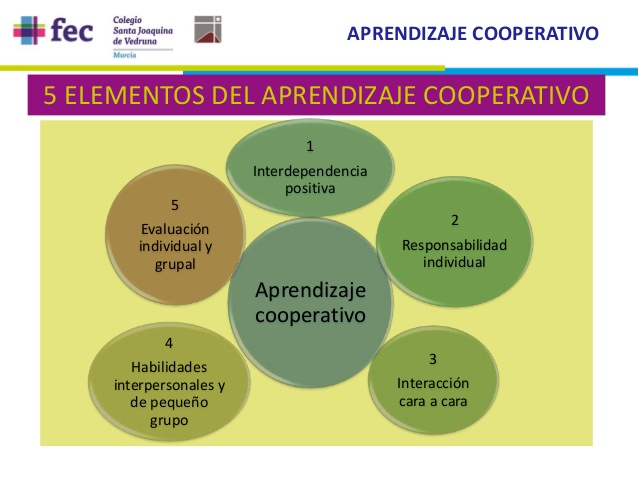 fec
Colegio
Santa Joaquina
de Vedruna
Murcia
APRENDIZAJE COOPERATIVO
5 ELEMENTOS DEL APRENDIZAJE COOPERATIVO
1
Interdependencia
positiva
2
Responsabilidad
individual
3
Interacción
cara a cara
4
Habilidades
interpersonales y
de pequeño
grupo
5
Evaluación
individual y
grupal
Aprendizaje
cooperativo